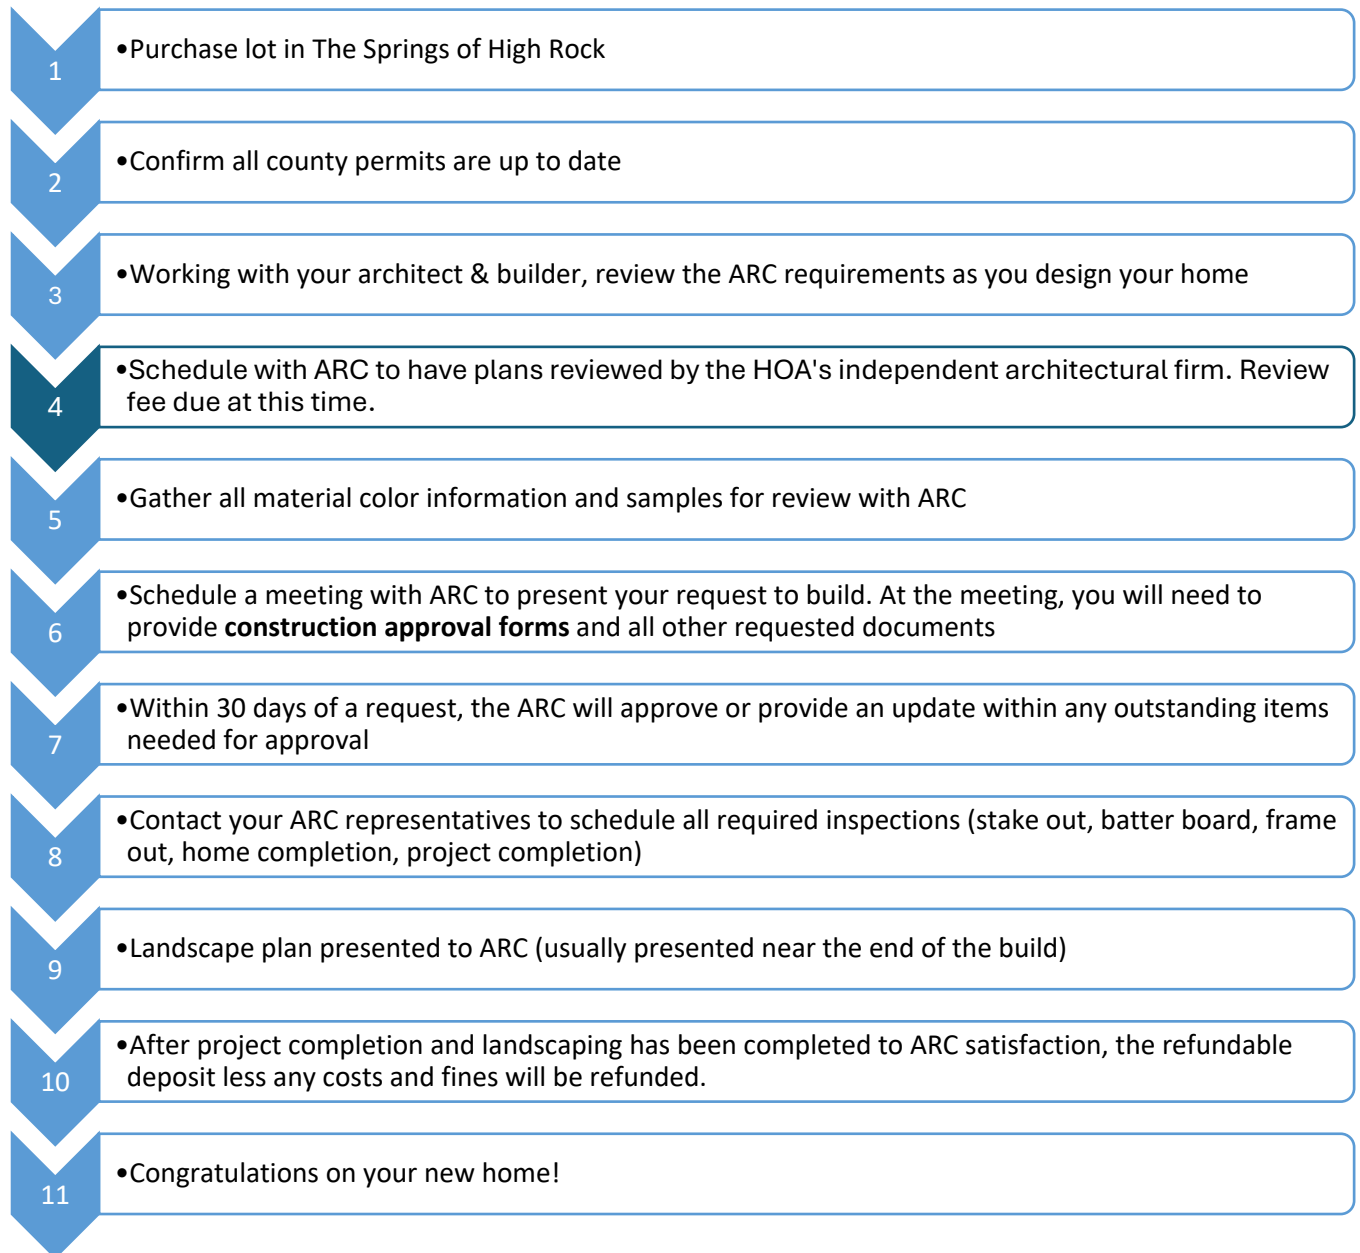 1
•Purchase lot in The Springs of High Rock
2
•Confirm all county permits are up to date
3
•Working with your architect & builder, review the ARC requirements as you design your home
4
•Schedule with ARC to have plans reviewed by the HOA's independent architectural firm. Review
fee due at this time.
5
•Gather all material color information and samples for review with ARC
6
•Schedule a meeting with ARC to present your request to build. At the meeting, you will need to
provide construction approval forms and all other requested documents
7
•Within 30 days of a request, the ARC will approve or provide an update within any outstanding items
needed for approval
8
•Contact your ARC representatives to schedule all required inspections (stake out, batter board, frame
out, home completion, project completion)
9
•Landscape plan presented to ARC (usually presented near the end of the build)
10
•After project completion and landscaping has been completed to ARC satisfaction, the refundable
deposit less any costs and fines will be refunded.
11
•Congratulations on your new home!